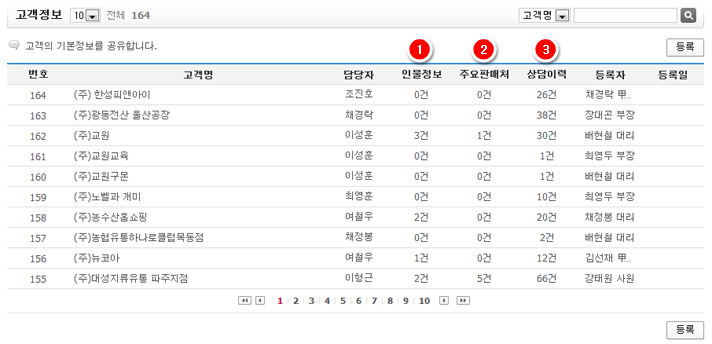 고객정보 10 전체 164 고객명
고객의 기본정보를 공유합니다. 등록
1 2 3
번호 고객명 담당자 인물정보 주요판매처 상담이력 등록자 등록일
164 (주) 한성피앤아이 조진호 0건 0건 26건 채경락 甲..
163 (주)광동전산 출산공장 채경락 0건 0건 38건 장대곤 부장
162 (주)교원 이성훈 3건 1건 30건 배현철 대리
161 (주)교원교육 이성훈 0건 0건 1건 최영두 부장
160 (주)교원구몬 이성훈 0건 0건 1건 배현철 대리
159 (주)노벨과 개미 최영훈 0건 0건 10건 최영두 부장
158 (주)농수산홈쇼핑 여철우 2건 0건 20건 채정봉 대리
157 (주)농협유통하나로클럽목동점 채정봉 0건 0건 2건 배현철 대리
156 (주)뉴코아 여철우 1건 0건 12건 김선재 甲..
155 (주)대성지류유통 파주지점 이형근 2건 5건 66건 강태원 사원
1 2 3 4 5 6 7 8 9 10
등록